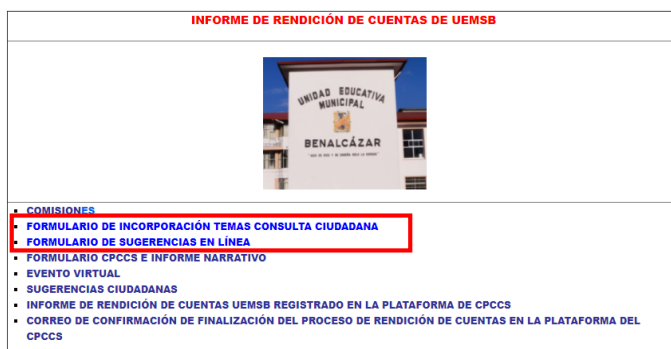 INFORME DE RENDICIÓN DE CUENTAS DE UEMSB
UNIDAD EDUCATIVA
MUNICIPAL
BENALCÁZAR
COMISIONES
FORMULARIO DE INCORPORACIÓN TEMAS CONSULTA CIUDADANA
FORMULARIO DE SUGERENCIAS EN LÍNEA
FORMULARIO CPCCS E INFORME NARRATIVO
EVENTO VIRTUAL
SUGERENCIAS CIUDADANAS
INFORME DE RENDICIÓN DE CUENTAS UEMSB REGISTRADO EN LA PLATAFORMA DE CPCCS
CORREO DE CONFIRMACIÓN DE FINALIZACIÓN DEL PROCESO DE RENDICIÓN DE CUENTAS EN LA PLATAFORMA DEL
CPCCS